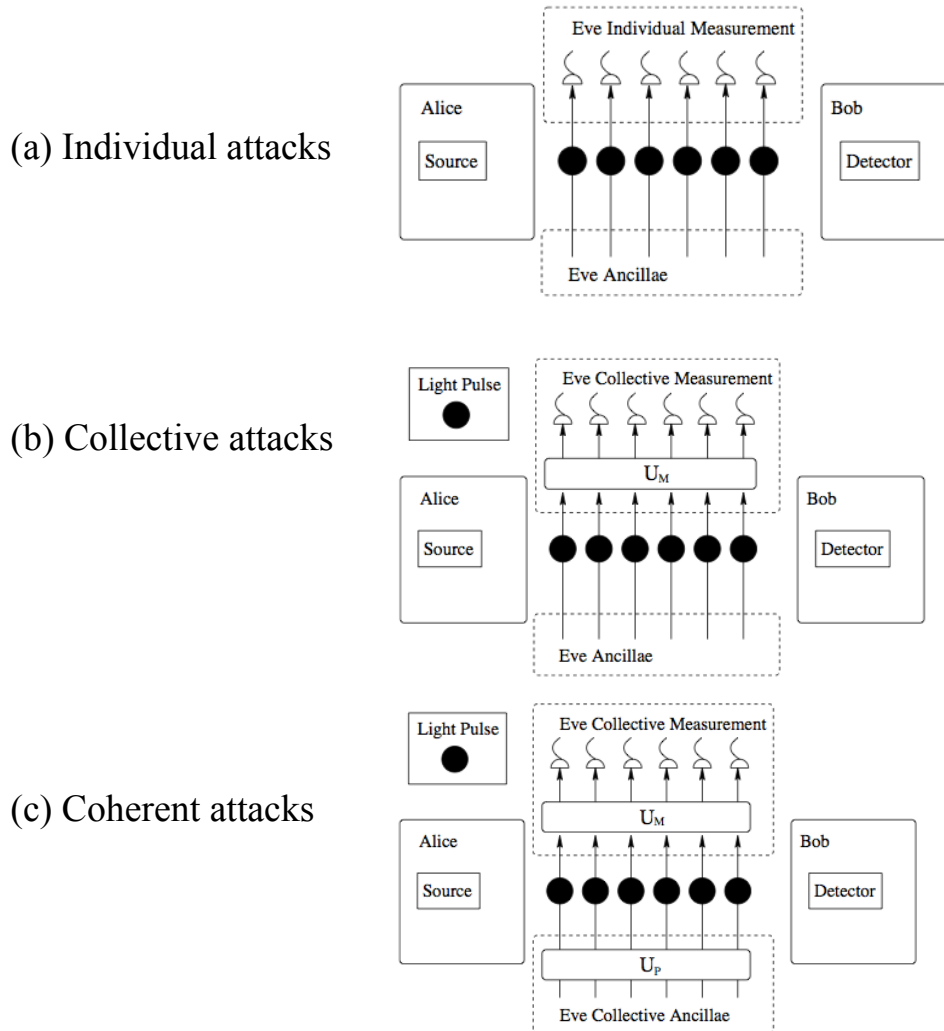 Eve Individual Measurement
Alice
Bob
(a) Individual attacks
Source
Detector
Eve Ancillae
Light Pulse
Eve Collective Measurement
(b) Collective attacks
U_M
Alice
Bob
Source
Detector
Eve Ancillae
Light Pulse
Eve Collective Measurement
(c) Coherent attacks
U_M
Alice
Bob
Source
Detector
U_P
Eve Collective Ancillae